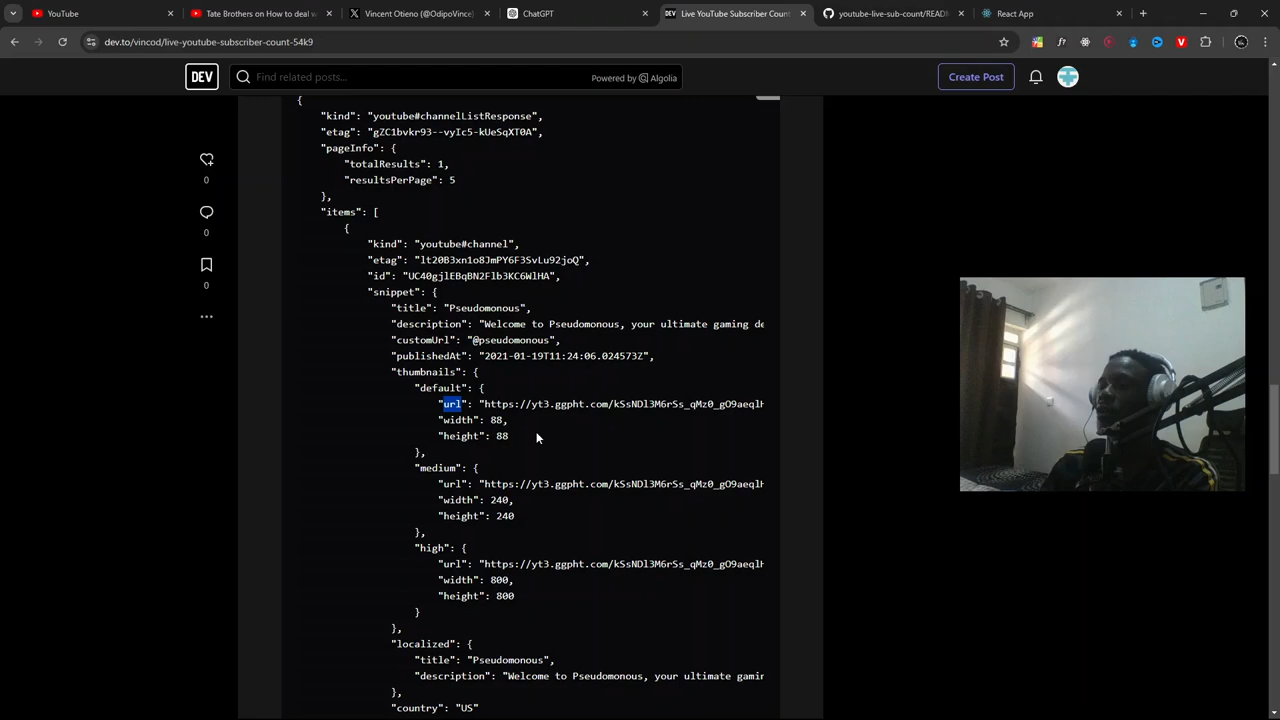 YouTube
Tate Brothers on How to deal w
Vincent Otieno (@OdipoVince)
ChatGPT
Live YouTube Subscriber Count
youtube-live-sub-count/READ
React App
dev.to/vincod/live-youtube-subscriber-count-54k9
DEV
Find related posts...
Powered by Algolia
Create Post
{
"kind": "youtube#channelListResponse",
"etag": "gZC1bvkr93--vyIc5-kUeSqXT0A",
"pageInfo": {
"totalResults": 1,
"resultsPerPage": 5
},
"items": [
{
"kind": "youtube#channel",
"etag": "lt20B3xn1o8JmPY6F3SvLu92joQ",
"id": "UC40gjlEBqBN2Flb3KC6WlHA",
"snippet": {
"title": "Pseudomonous",
"description": "Welcome to Pseudomonous, your ultimate gaming de
"customUrl": "@pseudomonous",
"publishedAt": "2021-01-19T11:24:06.024573Z",
"thumbnails": {
"default": {
"url": "https://yt3.ggpht.com/kSsNDl3M6rSs_qMz0_gO9aeqlH
"width": 88,
"height": 88
},
"medium": {
"url": "https://yt3.ggpht.com/kSsNDl3M6rSs_qMz0_gO9aeqlH
"width": 240,
"height": 240
},
"high": {
"url": "https://yt3.ggpht.com/kSsNDl3M6rSs_qMz0_gO9aeqlH
"width": 800,
"height": 800
}
},
"localized": {
"title": "Pseudomonous",
"description": "Welcome to Pseudomonous, your ultimate gamin
},
"country": "US"
0
0
0